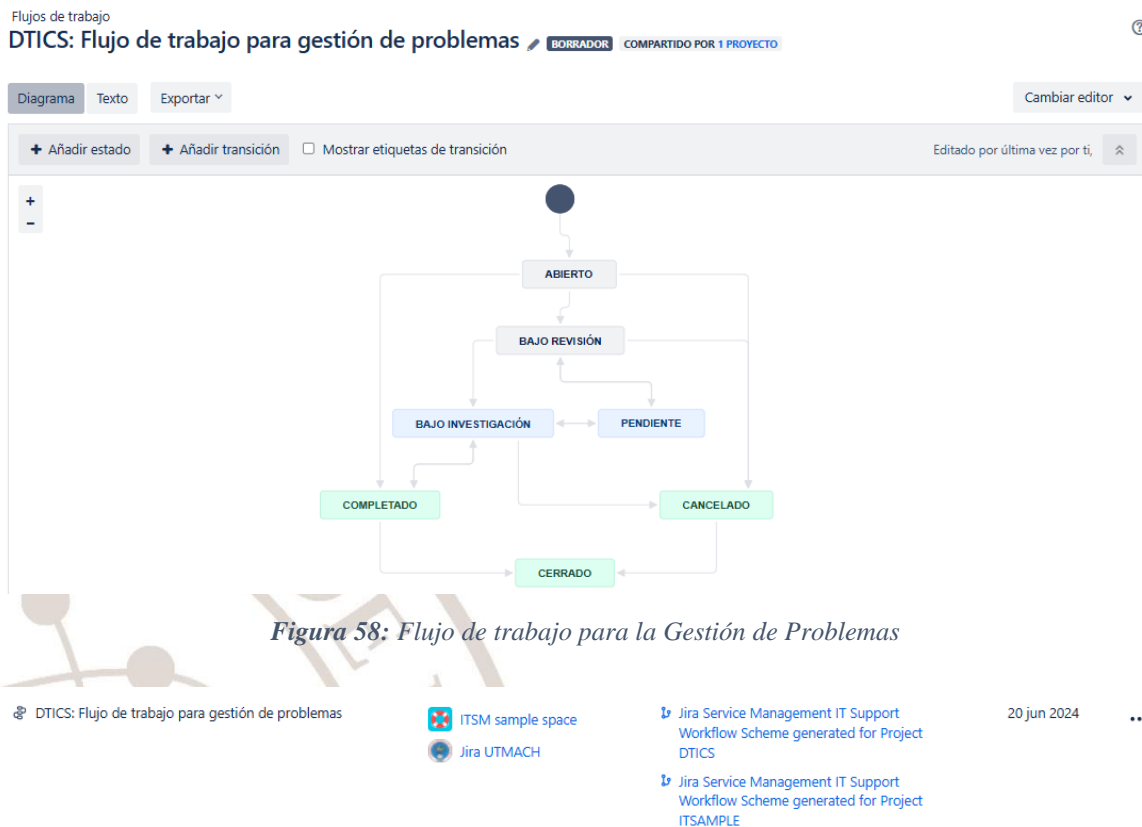 Flujos de trabajo
DTICS: Flujo de trabajo para gestión de problemas BORRADOR COMPARTIDO POR 1 PROYECTO
Diagrama Texto Exportar Cambiar editor
+ Añadir estado + Añadir transición Mostrar etiquetas de transición Editado por última vez por ti,
+
−
ABIERTO
BAJO REVISIÓN
BAJO INVESTIGACIÓN PENDIENTE
COMPLETADO CANCELADO
CERRADO
Figura 58: Flujo de trabajo para la Gestión de Problemas
DTICS: Flujo de trabajo para gestión de problemas
ITSM sample space
Jira UTMACH
Jira Service Management IT Support
Workflow Scheme generated for Project
DTICS
Jira Service Management IT Support
Workflow Scheme generated for Project
ITSAMPLE
20 jun 2024